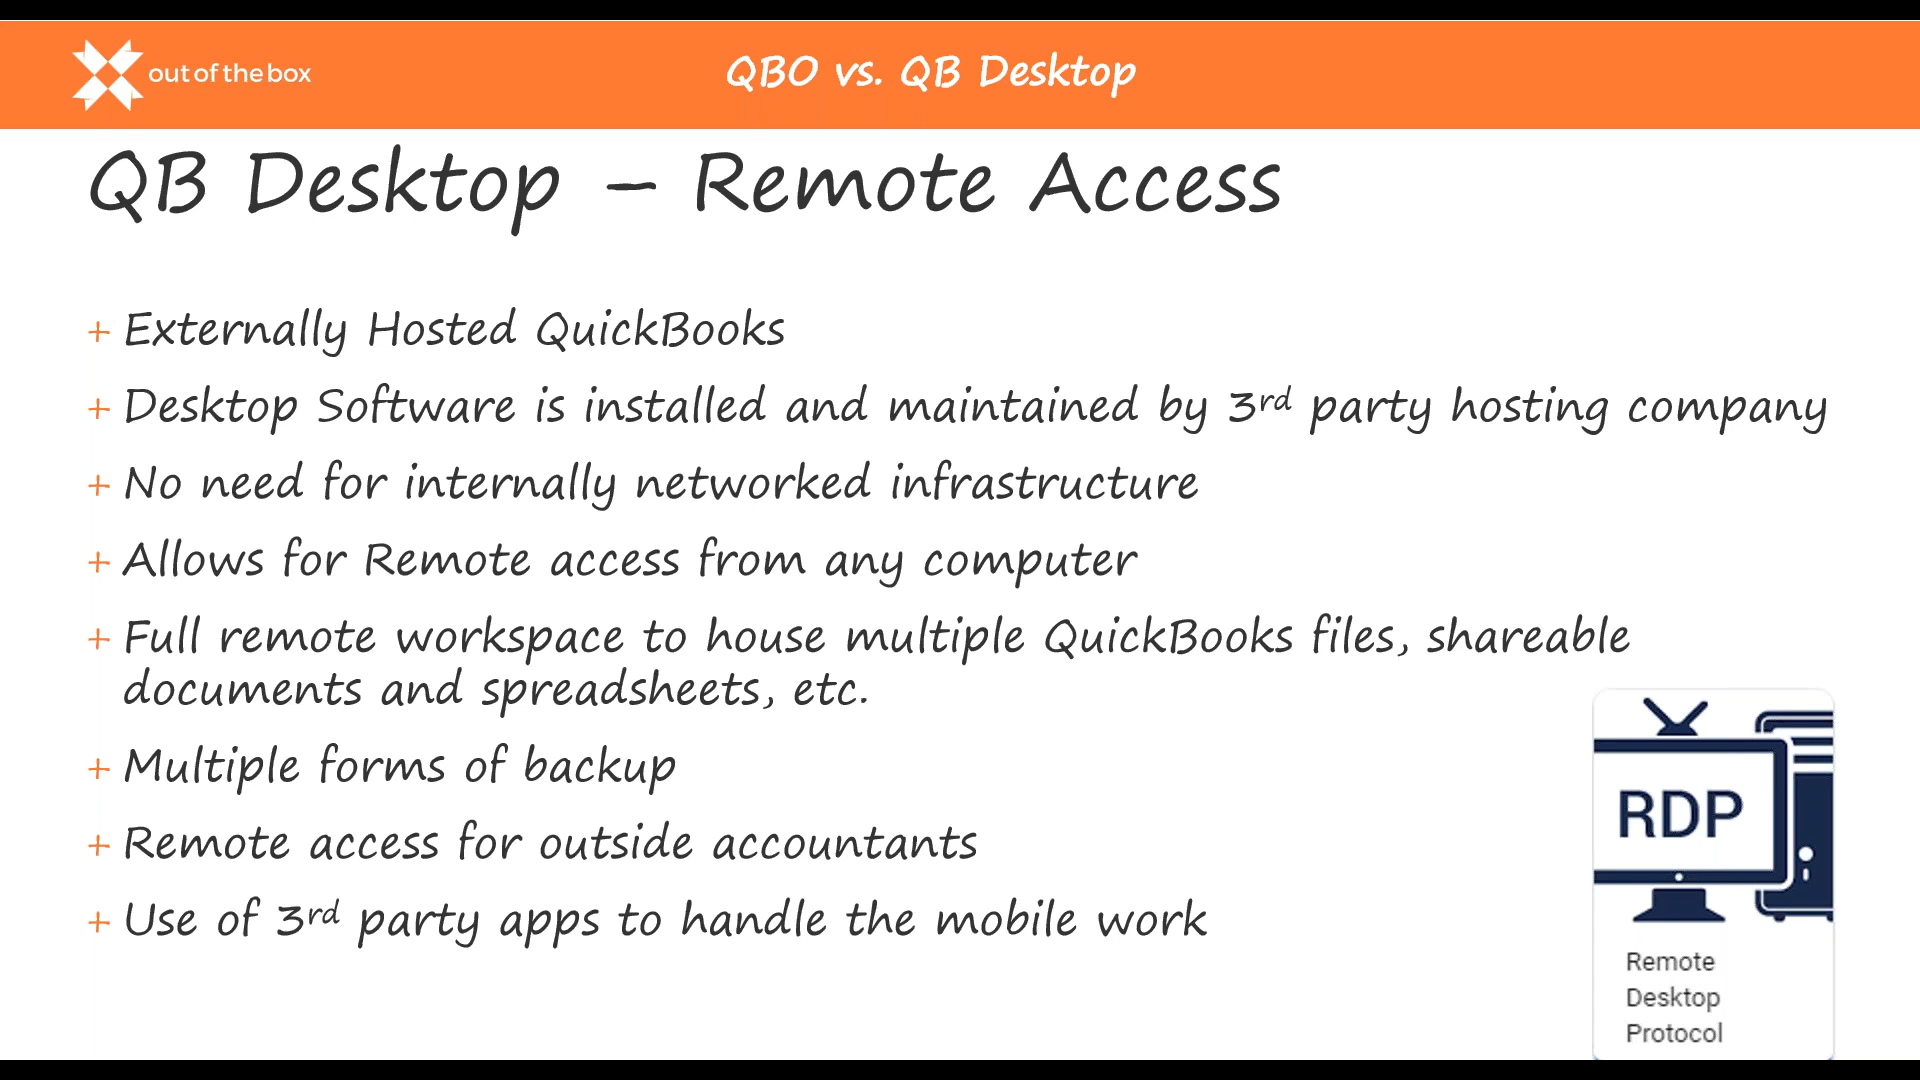 out of the box
QBO vs. QB Desktop
QB Desktop – Remote Access
+ Externally Hosted QuickBooks
+ Desktop Software is installed and maintained by 3rd party hosting company
+ No need for internally networked infrastructure
+ Allows for Remote access from any computer
+ Full remote workspace to house multiple QuickBooks files, shareable
documents and spreadsheets, etc.
+ Multiple forms of backup
+ Remote access for outside accountants
+ Use of 3rd party apps to handle the mobile work
RDP
Remote
Desktop
Protocol